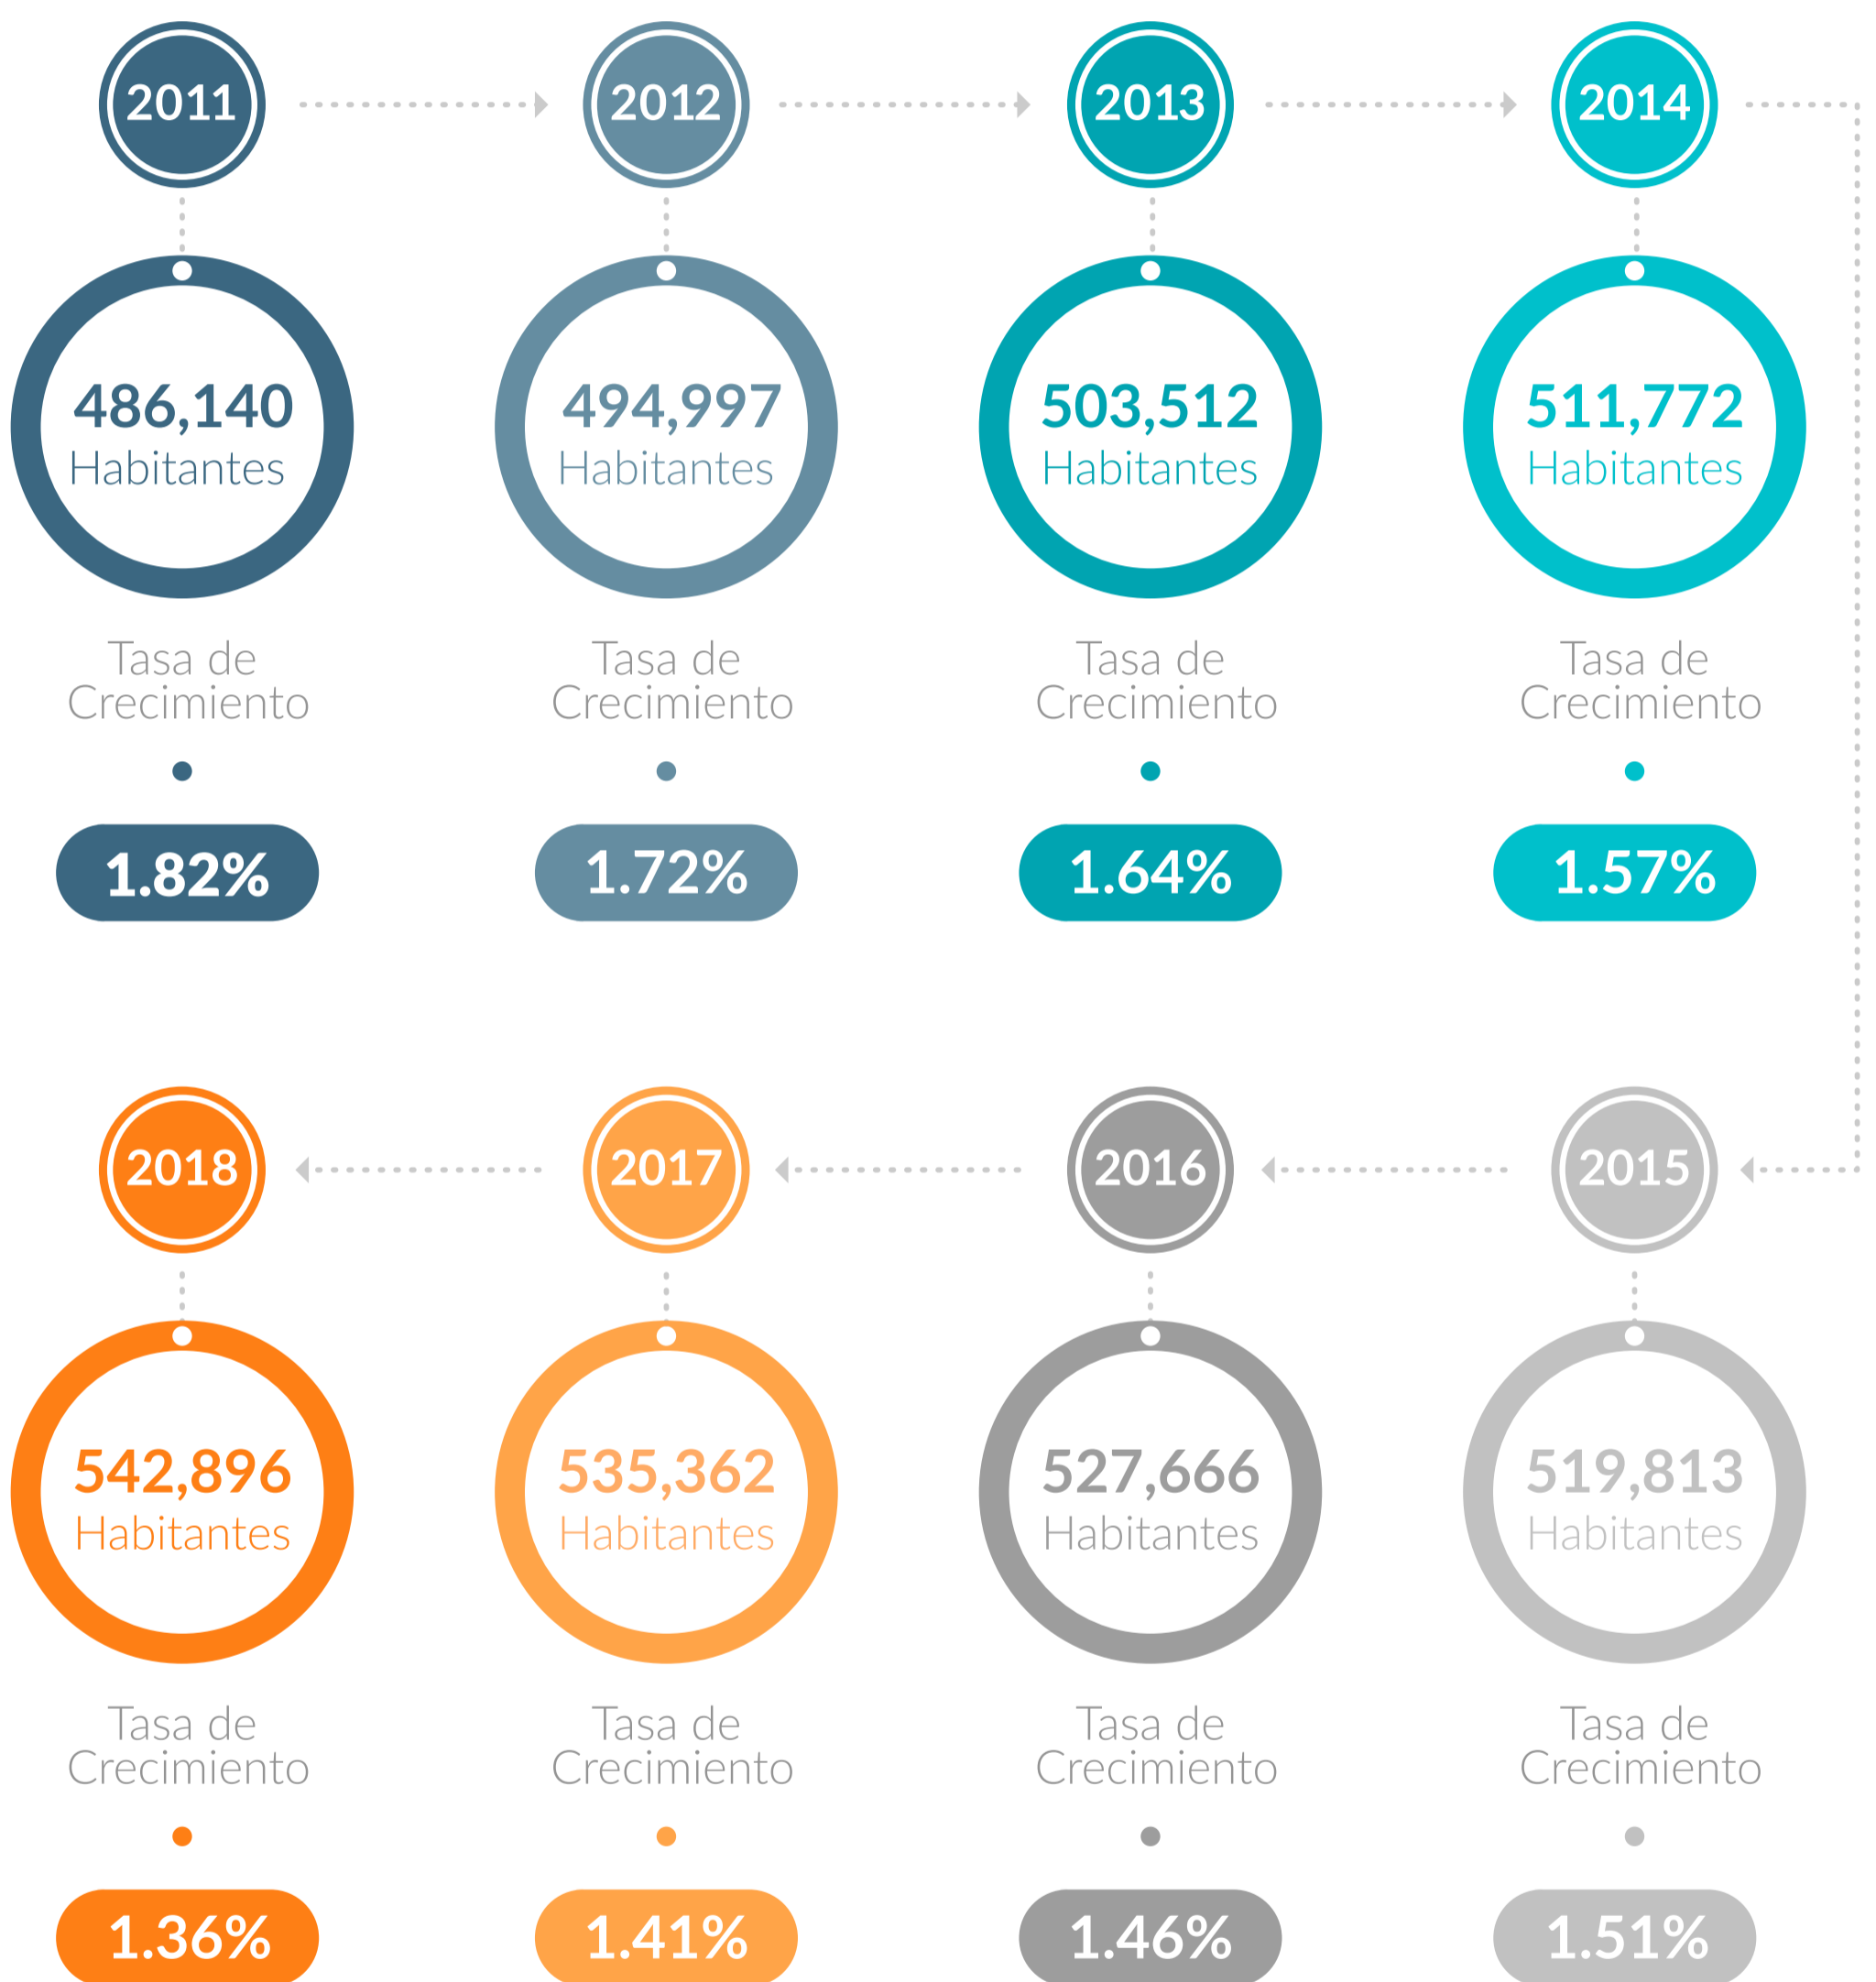 2011
2012
2013
2014
486,140
Habitantes
494,997
Habitantes
503,512
Habitantes
511,772
Habitantes
Tasa de
Crecimiento
Tasa de
Crecimiento
Tasa de
Crecimiento
Tasa de
Crecimiento
1.82%
1.72%
1.64%
1.57%
2018
2017
2016
2015
542,896
Habitantes
535,362
Habitantes
527,666
Habitantes
519,813
Habitantes
Tasa de
Crecimiento
Tasa de
Crecimiento
Tasa de
Crecimiento
Tasa de
Crecimiento
1.36%
1.41%
1.46%
1.51%